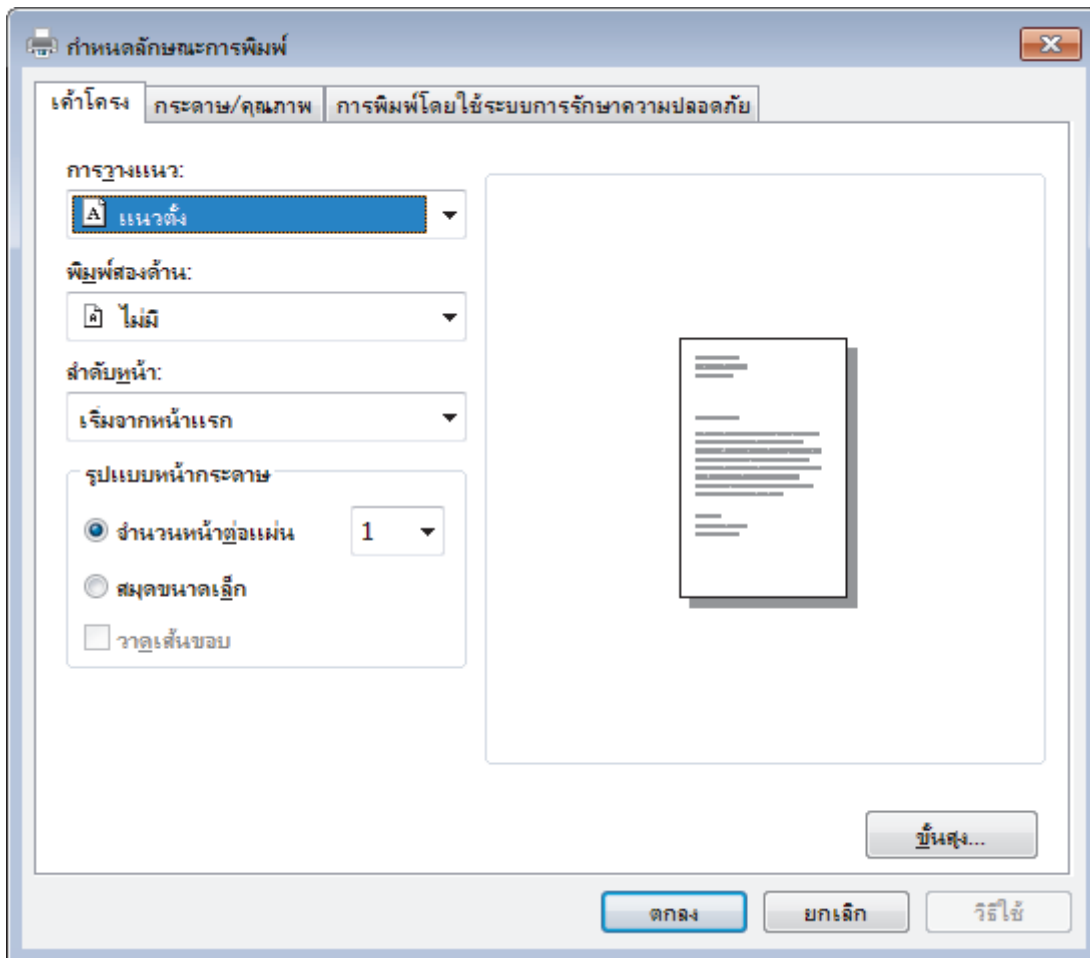 กำหนดลักษณะการพิมพ์
เค้าโครง
กระดาษ/คุณภาพ
การพิมพ์โดยใช้ระบบการรักษาความปลอดภัย
การวางแนว:
A แนวตั้ง
พิมพ์สองด้าน:
A ไม่มี
ลำดับหน้า:
เริ่มจากหน้าแรก
รูปแบบหน้ากระดาษ
จำนวนหน้าต่อแผ่น 1
สมุดขนาดเล็ก
วาดเส้นขอบ
ขั้นสูง...
ตกลง
ยกเลิก
วิธีใช้